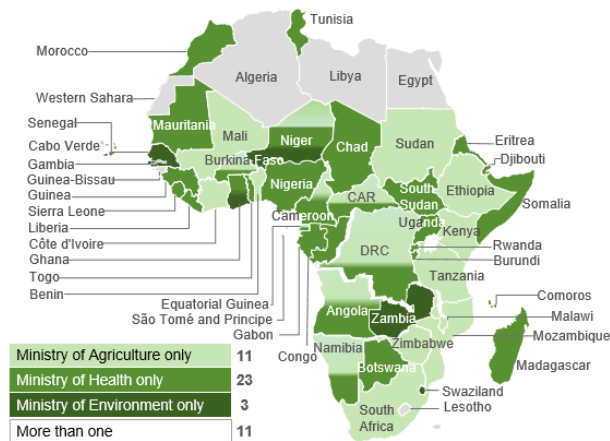 Tunisia
Morocco
Algeria
Libya
Egypt
Western Sahara
Mauritania
Senegal
Mali
Niger
Chad
Sudan
Eritrea
Cabo Verde
Burkina Faso
Djibouti
Gambia
Guinea-Bissau
Nigeria
CAR
South
Sudan
Ethiopia
Guinea
Somalia
Sierra Leone
Cameroon
Uganda
Kenya
Liberia
Côte d'Ivoire
DRC
Rwanda
Ghana
Burundi
Togo
Tanzania
Benin
Equatorial Guinea
Comoros
São Tomé and Principe
Angola
Zambia
Malawi
Gabon
Congo
Namibia
Zimbabwe
Mozambique
Madagascar
Botswana
Swaziland
South
Africa
Lesotho
Ministry of Agriculture only 11
Ministry of Health only 23
Ministry of Environment only 3
More than one 11